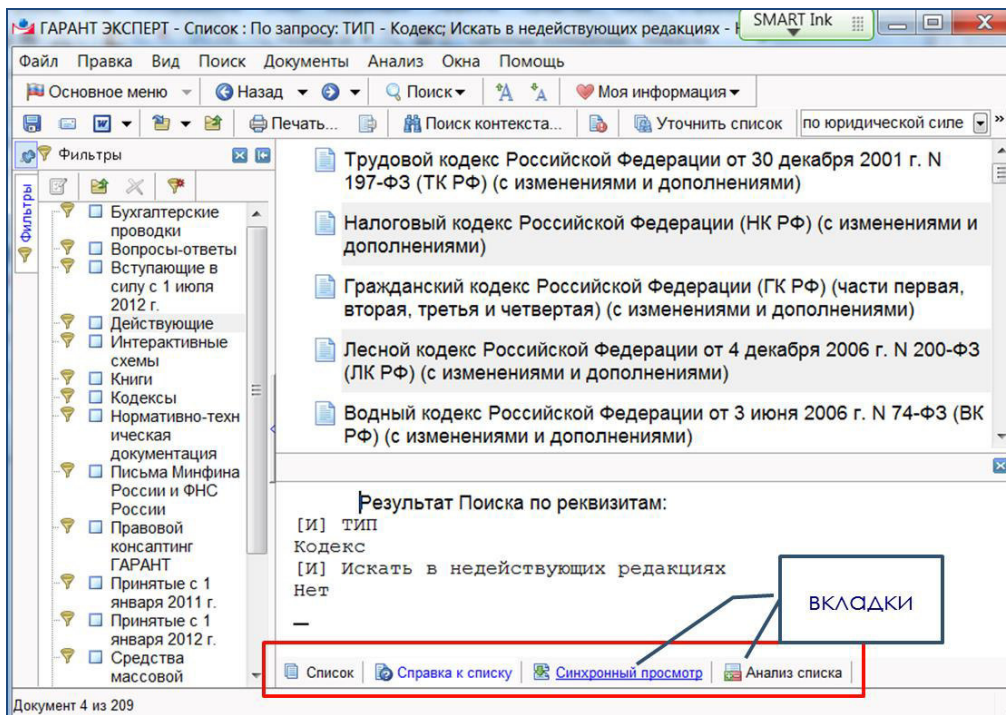 ГАРАНТ ЭКСПЕРТ - Список : По запросу: ТИП - Кодекс; Искать в недействующих редакциях -
SMART Ink
Файл Правка Вид Поиск Документы Анализ Окна Помощь
Основное меню Назад Поиск Моя информация
Печать... Поиск контекста... Уточнить список по юридической силе
Фильтры
Фильтры
Бухгалтерские
проводки
Вопросы-ответы
Вступающие в
силу с 1 июля
2012 г.
Действующие
Интерактивные
схемы
Книги
Кодексы
Нормативно-техн
ическая
документация
Письма Минфина
России и ФНС
России
Правовой
консалтинг
ГАРАНТ
Принятые с 1
января 2011 г.
Принятые с 1
января 2012 г.
Средства
массовой
Трудовой кодекс Российской Федерации от 30 декабря 2001 г. N
197-ФЗ (ТК РФ) (с изменениями и дополнениями)
Налоговый кодекс Российской Федерации (НК РФ) (с изменениями и
дополнениями)
Гражданский кодекс Российской Федерации (ГК РФ) (части первая,
вторая, третья и четвертая) (с изменениями и дополнениями)
Лесной кодекс Российской Федерации от 4 декабря 2006 г. N 200-ФЗ
(ЛК РФ) (с изменениями и дополнениями)
Водный кодекс Российской Федерации от 3 июня 2006 г. N 74-ФЗ (ВК
РФ) (с изменениями и дополнениями)
Результат Поиска по реквизитам:
[И] ТИП
Кодекс
[И] Искать в недействующих редакциях
Нет
вкладки
Список Справка к списку Синхронный просмотр Анализ списка
Документ 4 из 209